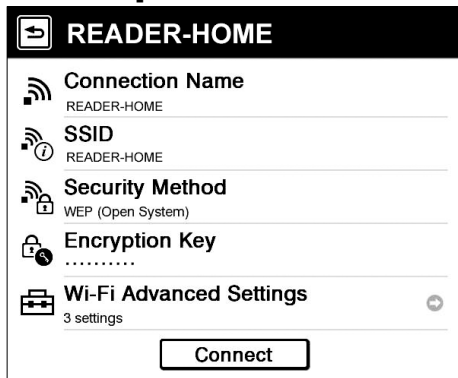 READER-HOME
Connection Name
READER-HOME
SSID
READER-HOME
Security Method
WEP (Open System)
Encryption Key
··········
Wi-Fi Advanced Settings
3 settings
Connect